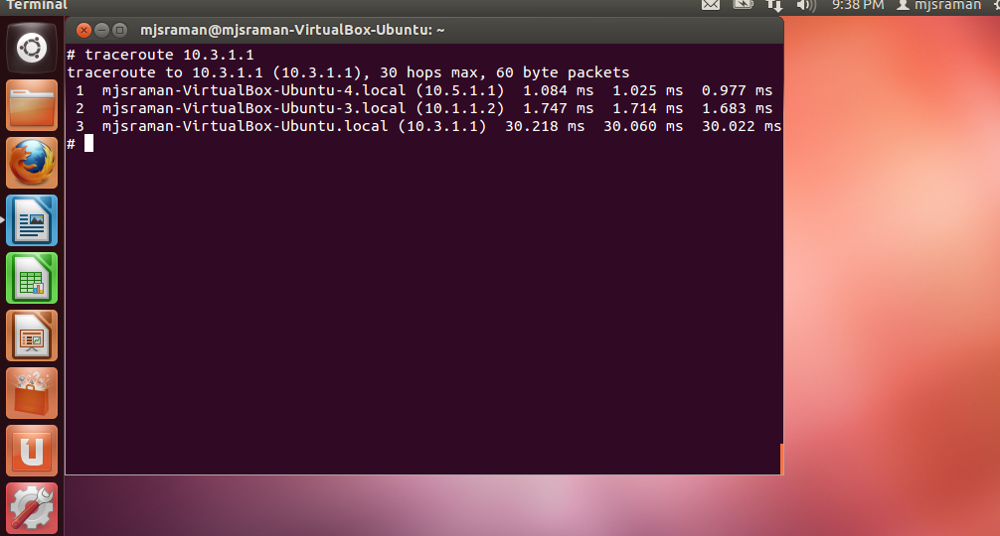 Terminal 9:38 PM mjsraman
mjsraman@mjsraman-VirtualBox-Ubuntu: ~
# traceroute 10.3.1.1
traceroute to 10.3.1.1 (10.3.1.1), 30 hops max, 60 byte packets
 1  mjsraman-VirtualBox-Ubuntu-4.local (10.5.1.1)  1.084 ms  1.025 ms  0.977 ms
 2  mjsraman-VirtualBox-Ubuntu-3.local (10.1.1.2)  1.747 ms  1.714 ms  1.683 ms
 3  mjsraman-VirtualBox-Ubuntu.local (10.3.1.1)  30.218 ms  30.060 ms  30.022 ms
#